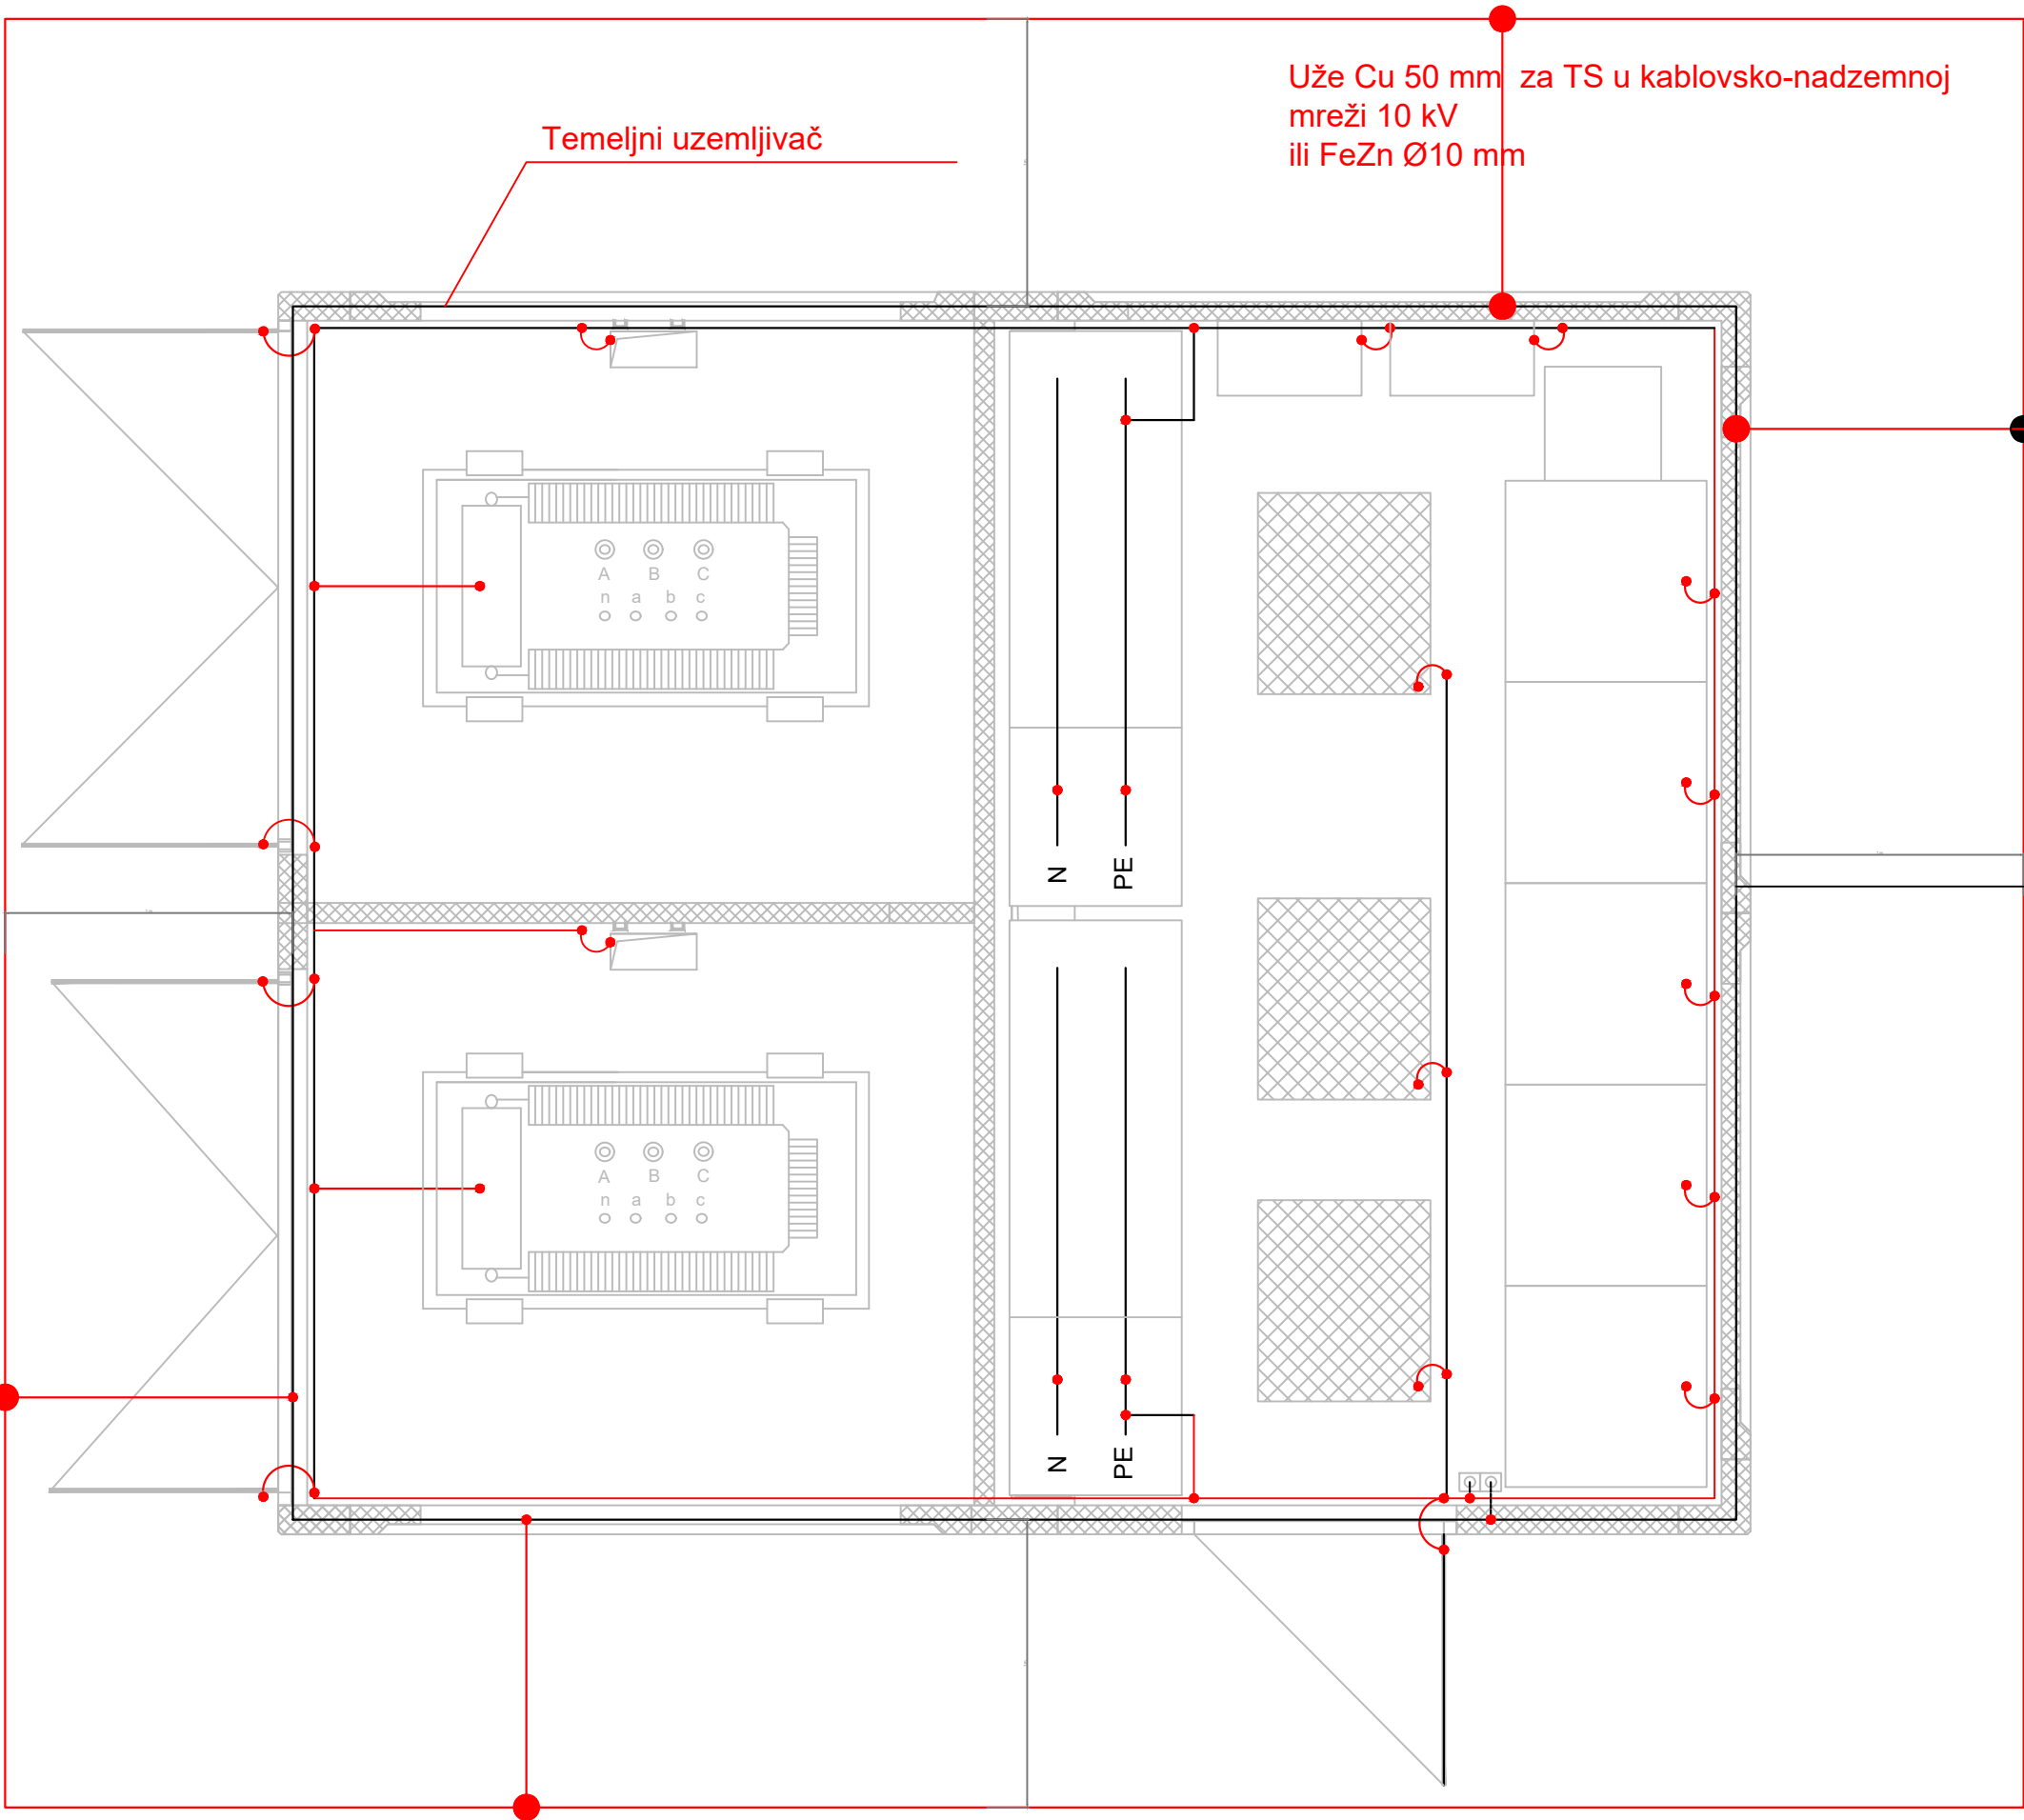 Uže Cu 50 mm za TS u kablovsko-nadzemnoj
mreži 10 kV
ili FeZn Ø10 mm
Temeljni uzemljivač
A B C
n a b c
N PE
A B C
n a b c
N PE